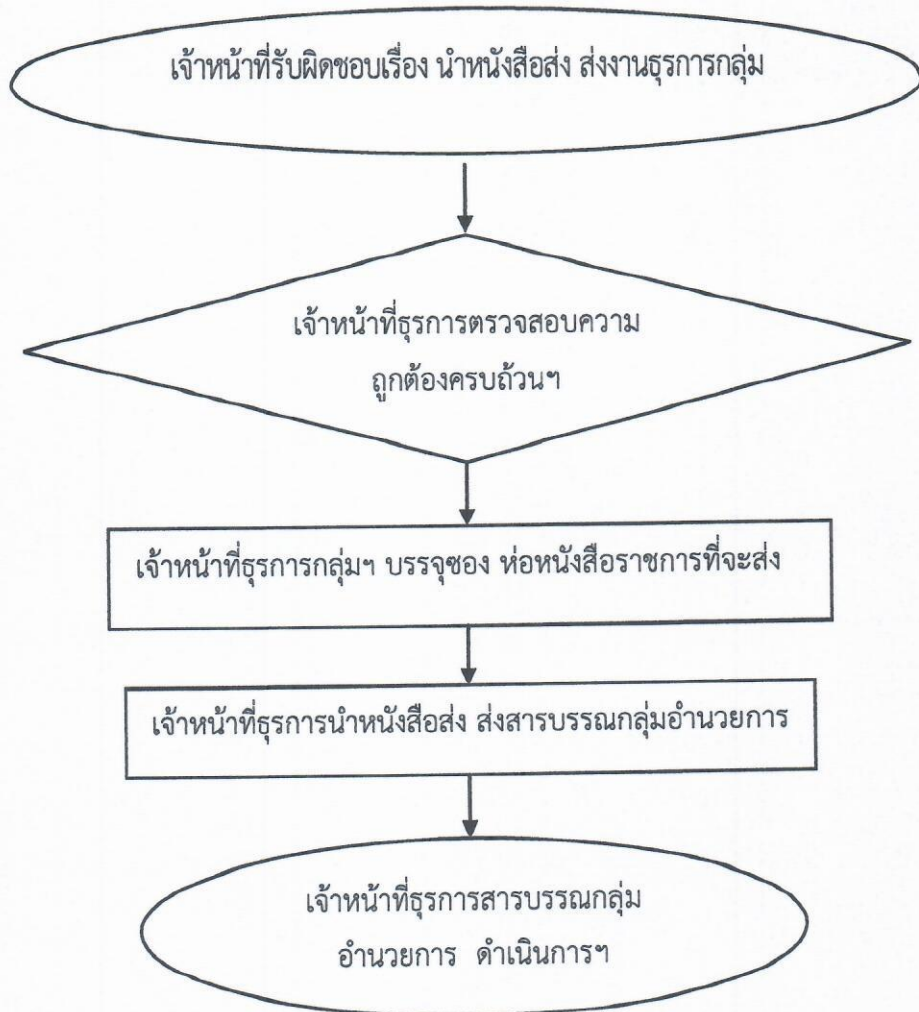 เจ้าหน้าที่รับผิดชอบเรื่อง นำหนังสือส่ง ส่งงานธุรการกลุ่ม
เจ้าหน้าที่ธุรการตรวจสอบความ
ถูกต้องครบถ้วนฯ
เจ้าหน้าที่ธุรการกลุ่มฯ บรรจุซอง ห่อหนังสือราชการที่จะส่ง
เจ้าหน้าที่ธุรการนำหนังสือส่ง ส่งสารบรรณกลุ่มอำนวยการ
เจ้าหน้าที่ธุรการสารบรรณกลุ่ม
อำนวยการ ดำเนินการฯ